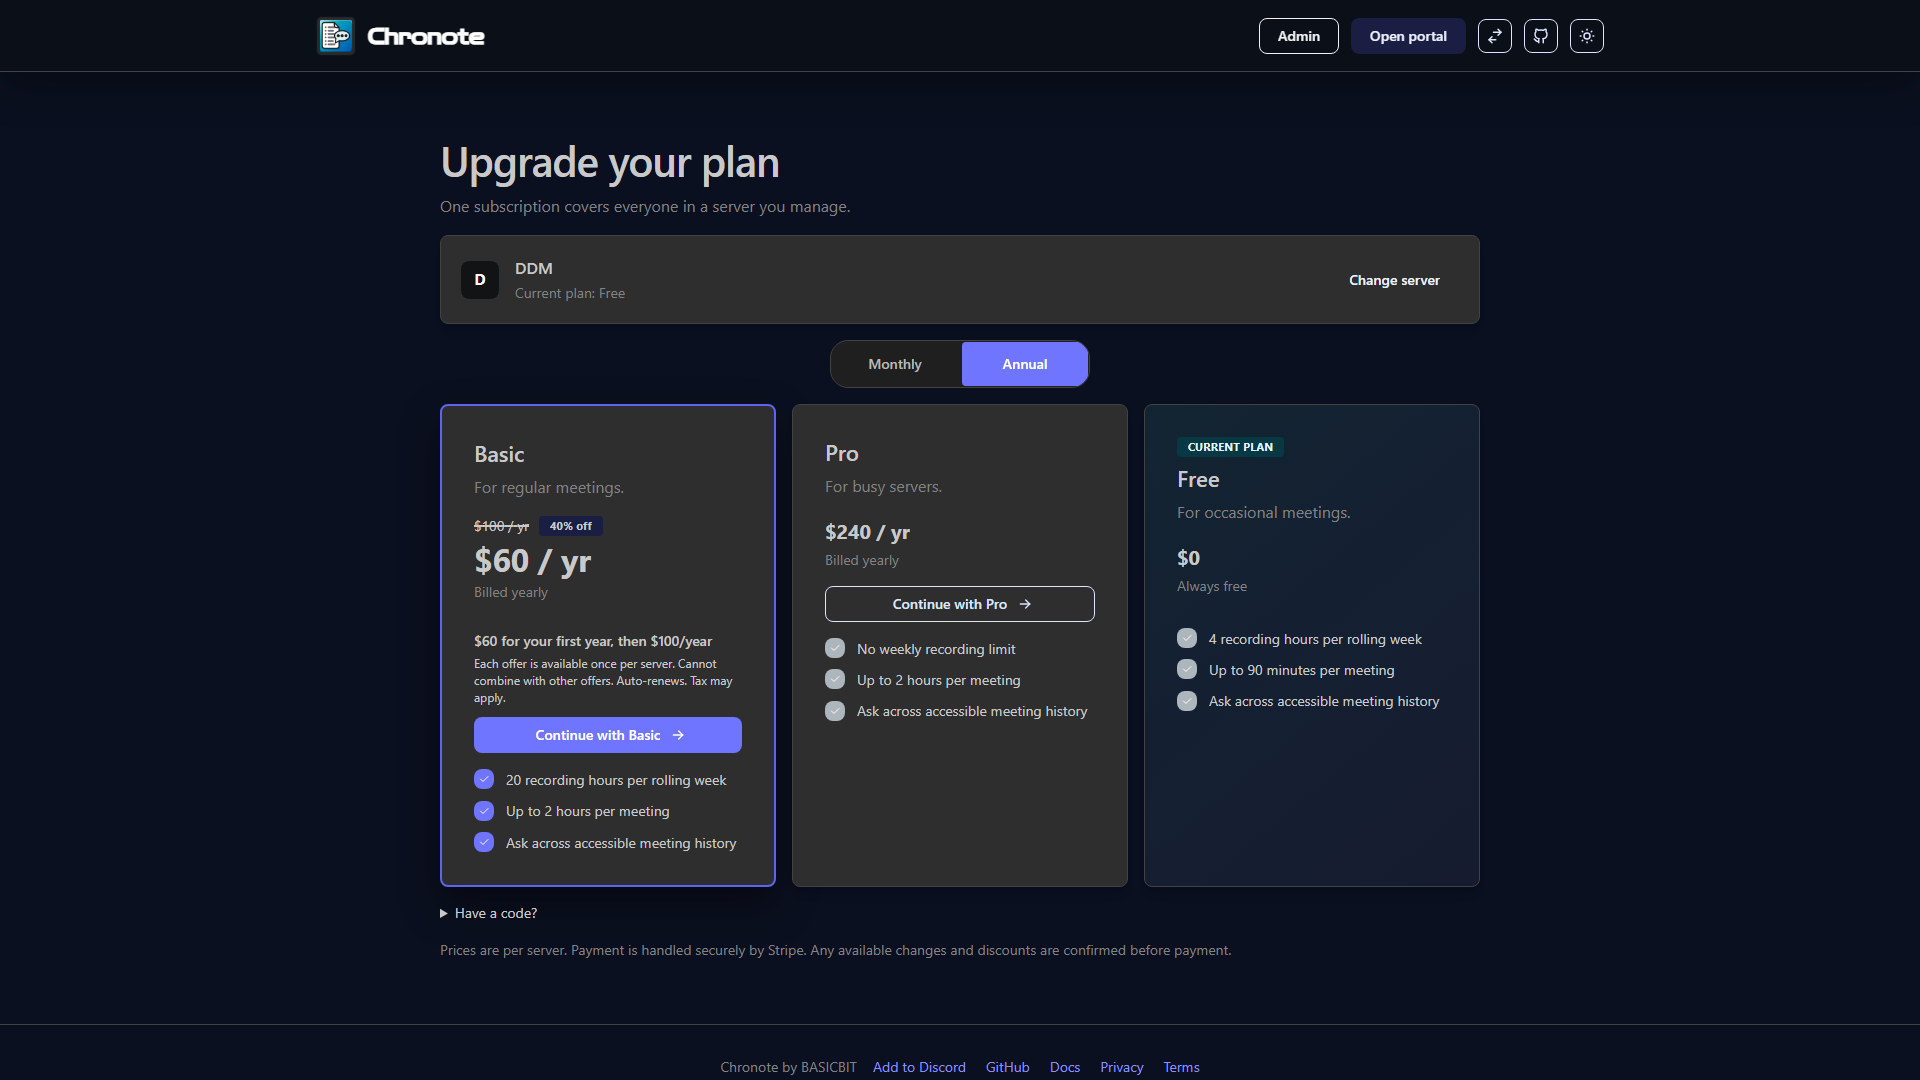 Chronote
Admin
Open portal
Upgrade your plan
One subscription covers everyone in a server you manage.
D
DDM
Current plan: Free
Change server
Monthly
Annual
Basic
For regular meetings.
$100 / yr
40% off
$60 / yr
Billed yearly
$60 for your first year, then $100/year
Each offer is available once per server. Cannot
combine with other offers. Auto-renews. Tax may
apply.
Continue with Basic
20 recording hours per rolling week
Up to 2 hours per meeting
Ask across accessible meeting history
Pro
For busy servers.
$240 / yr
Billed yearly
Continue with Pro
No weekly recording limit
Up to 2 hours per meeting
Ask across accessible meeting history
CURRENT PLAN
Free
For occasional meetings.
$0
Always free
4 recording hours per rolling week
Up to 90 minutes per meeting
Ask across accessible meeting history
Have a code?
Prices are per server. Payment is handled securely by Stripe. Any available changes and discounts are confirmed before payment.
Chronote by BASICBIT
Add to Discord
GitHub
Docs
Privacy
Terms